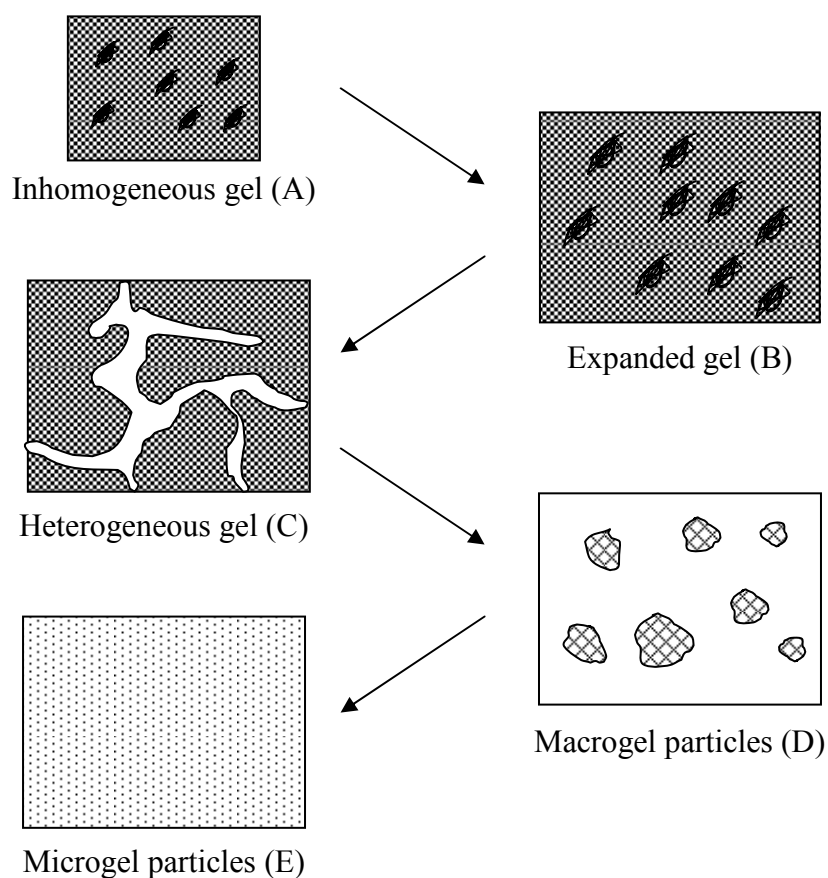 Inhomogeneous gel (A)
Expanded gel (B)
Heterogeneous gel (C)
Macrogel particles (D)
Microgel particles (E)